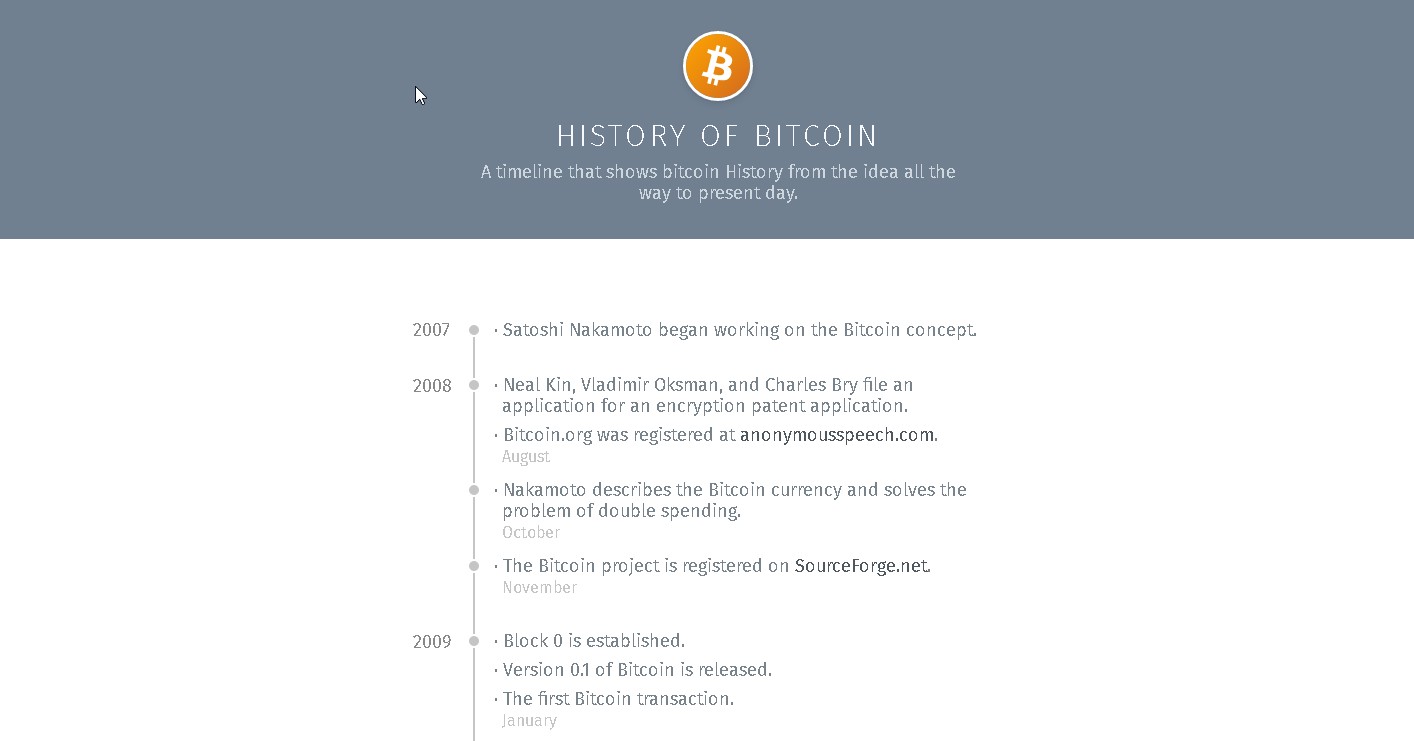 HISTORY OF BITCOIN
A timeline that shows bitcoin History from the idea all the
way to present day.
2007
· Satoshi Nakamoto began working on the Bitcoin concept.
2008
· Neal Kin, Vladimir Oksman, and Charles Bry file an
application for an encryption patent application.
· Bitcoin.org was registered at anonymousspeech.com.
August
· Nakamoto describes the Bitcoin currency and solves the
problem of double spending.
October
· The Bitcoin project is registered on SourceForge.net.
November
2009
· Block 0 is established.
· Version 0.1 of Bitcoin is released.
· The first Bitcoin transaction.
January